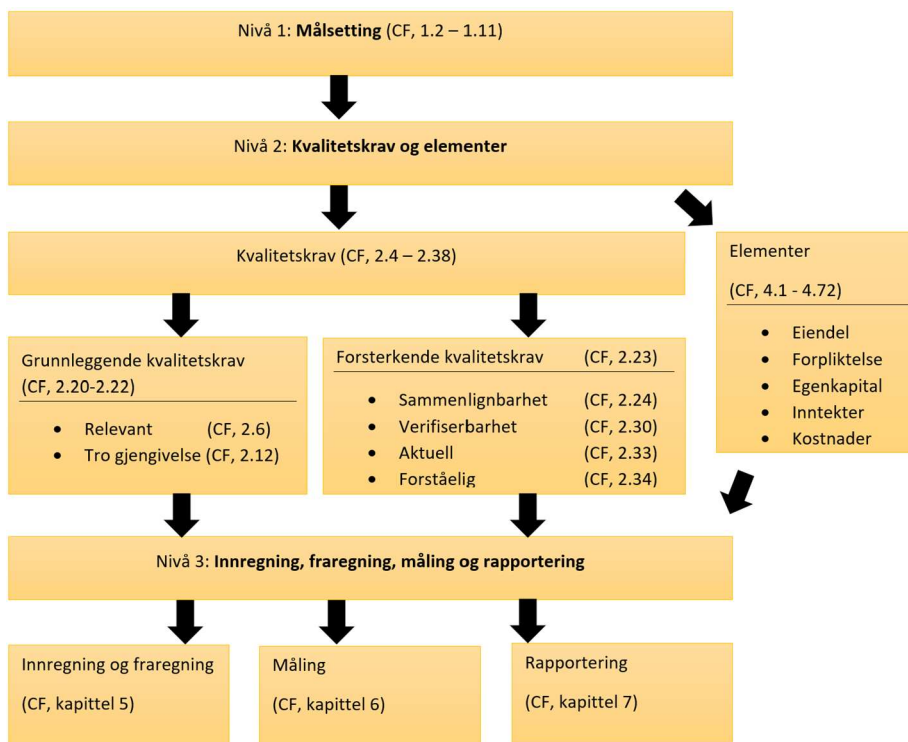 Nivå 1: Målsetting (CF, 1.2 – 1.11)
Nivå 2: Kvalitetskrav og elementer
Kvalitetskrav (CF, 2.4 – 2.38)
Elementer
(CF, 4.1 - 4.72)
• Eiendel
• Forpliktelse
• Egenkapital
• Inntekter
• Kostnader
Grunnleggende kvalitetskrav
(CF, 2.20-2.22)
• Relevant (CF, 2.6)
• Tro gjengivelse (CF, 2.12)
Forsterkende kvalitetskrav (CF, 2.23)
• Sammenlignbarhet (CF, 2.24)
• Verifiserbarhet (CF, 2.30)
• Aktuell (CF, 2.33)
• Forståelig (CF, 2.34)
Nivå 3: Innregning, fraregning, måling og rapportering
Innregning og fraregning
(CF, kapittel 5)
Måling
(CF, kapittel 6)
Rapportering
(CF, kapittel 7)